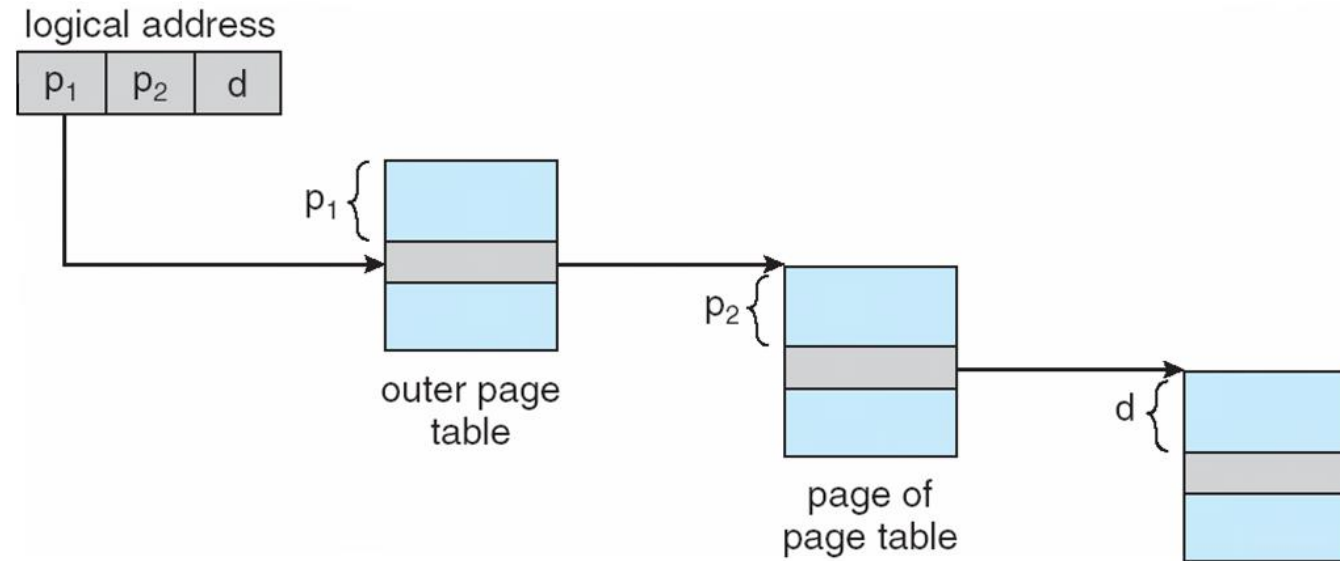 logical address
p₁ p₂ d
p₁
outer page
table
p₂
page of
page table
d